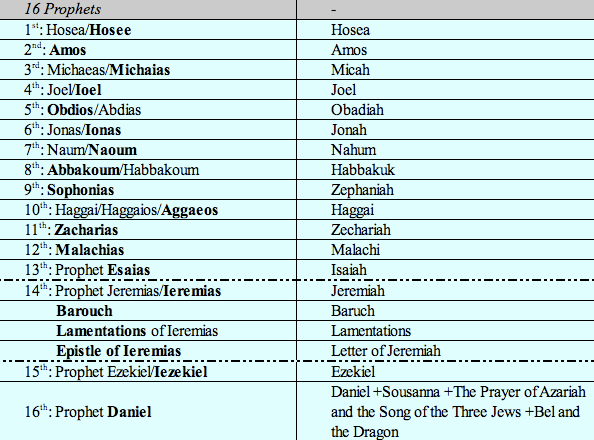 16 Prophets -
1st: Hosea/Hosee Hosea
2nd: Amos Amos
3rd: Michaeas/Michaias Micah
4th: Joel/Ioel Joel
5th: Obdios/Abdias Obadiah
6th: Jonas/Ionas Jonah
7th: Naum/Naoum Nahum
8th: Abbakoum/Habbakoum Habbakuk
9th: Sophonias Zephaniah
10th: Haggai/Haggaios/Aggaeos Haggai
11th: Zacharias Zechariah
12th: Malachias Malachi
13th: Prophet Esaias Isaiah
14th: Prophet Jeremias/Ieremias Jeremiah
Barouch Baruch
Lamentations of Ieremias Lamentations
Epistle of Ieremias Letter of Jeremiah
15th: Prophet Ezekiel/Iezekiel Ezekiel
16th: Prophet Daniel
Daniel +Sousanna +The Prayer of Azariah
and the Song of the Three Jews +Bel and
the Dragon